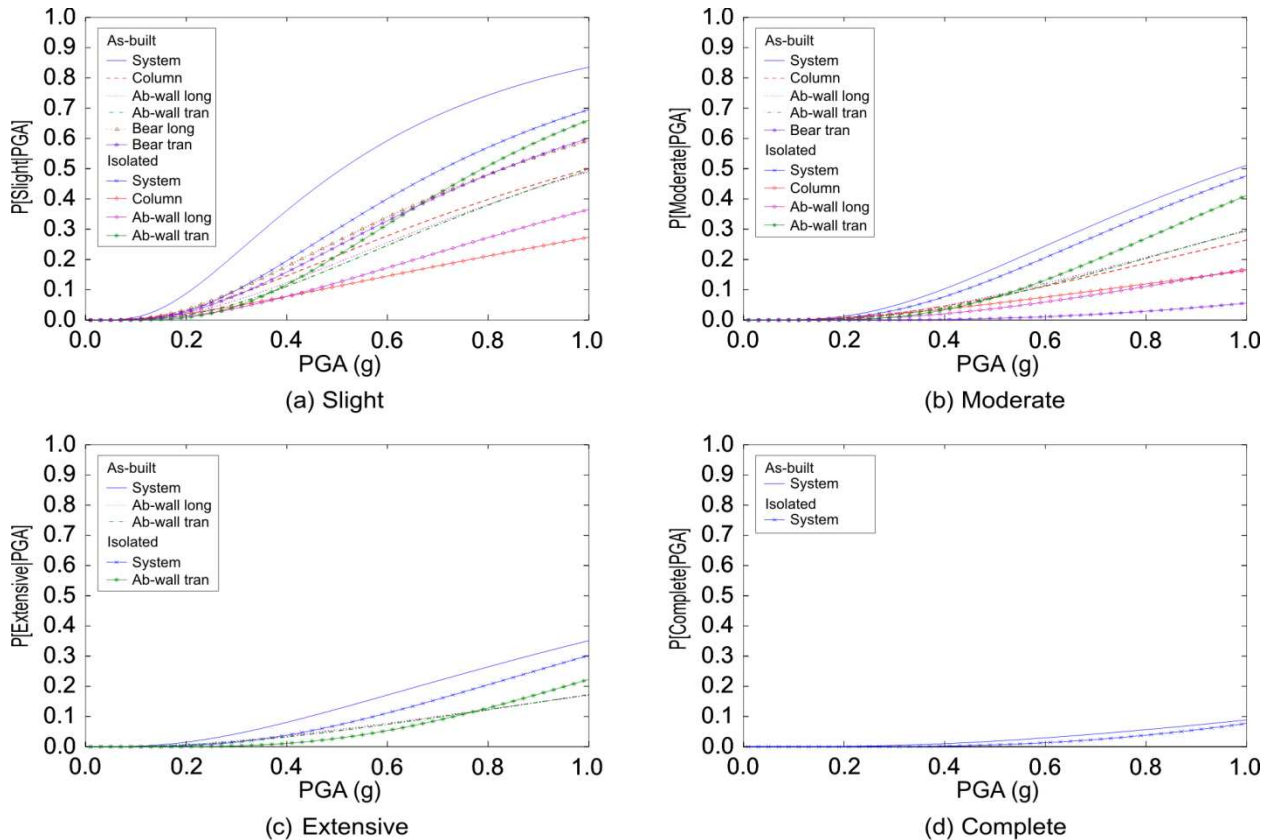 1.0
0.9
0.8
0.7
0.6
0.5
0.4
0.3
0.2
0.1
0.0
P[Slight|PGA]
As-built
System
Column
Ab-wall long
Ab-wall tran
Bear long
Bear tran
Isolated
System
Column
Ab-wall long
Ab-wall tran
0.0 0.2 0.4 0.6 0.8 1.0
PGA (g)
(a) Slight
1.0
0.9
0.8
0.7
0.6
0.5
0.4
0.3
0.2
0.1
0.0
P[Moderate|PGA]
As-built
System
Column
Ab-wall long
Ab-wall tran
Bear tran
Isolated
System
Column
Ab-wall long
Ab-wall tran
0.0 0.2 0.4 0.6 0.8 1.0
PGA (g)
(b) Moderate
1.0
0.9
0.8
0.7
0.6
0.5
0.4
0.3
0.2
0.1
0.0
P[Extensive|PGA]
As-built
System
Ab-wall long
Ab-wall tran
Isolated
System
Ab-wall tran
0.0 0.2 0.4 0.6 0.8 1.0
PGA (g)
(c) Extensive
1.0
0.9
0.8
0.7
0.6
0.5
0.4
0.3
0.2
0.1
0.0
P[Complete|PGA]
As-built
System
Isolated
System
0.0 0.2 0.4 0.6 0.8 1.0
PGA (g)
(d) Complete